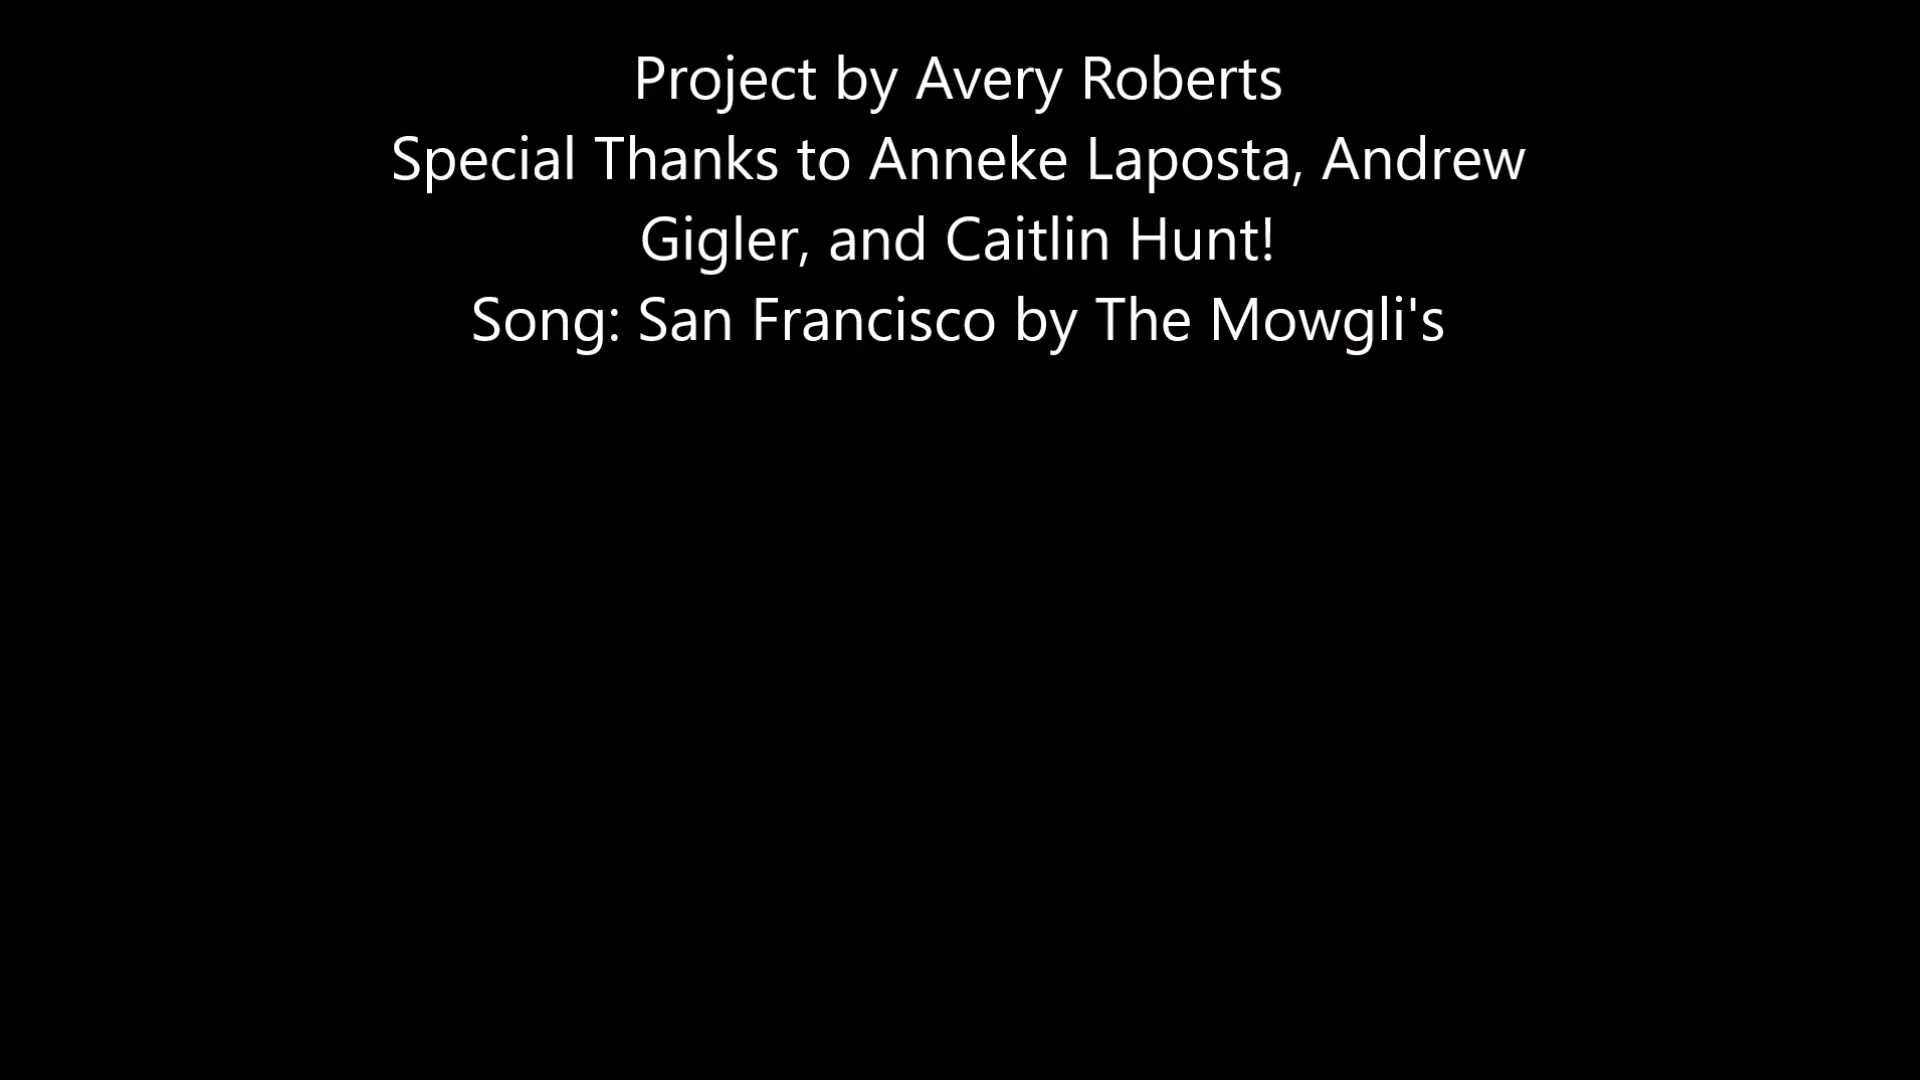 Project by Avery Roberts
Special Thanks to Anneke Laposta, Andrew
Gigler, and Caitlin Hunt!
Song: San Francisco by The Mowgli's